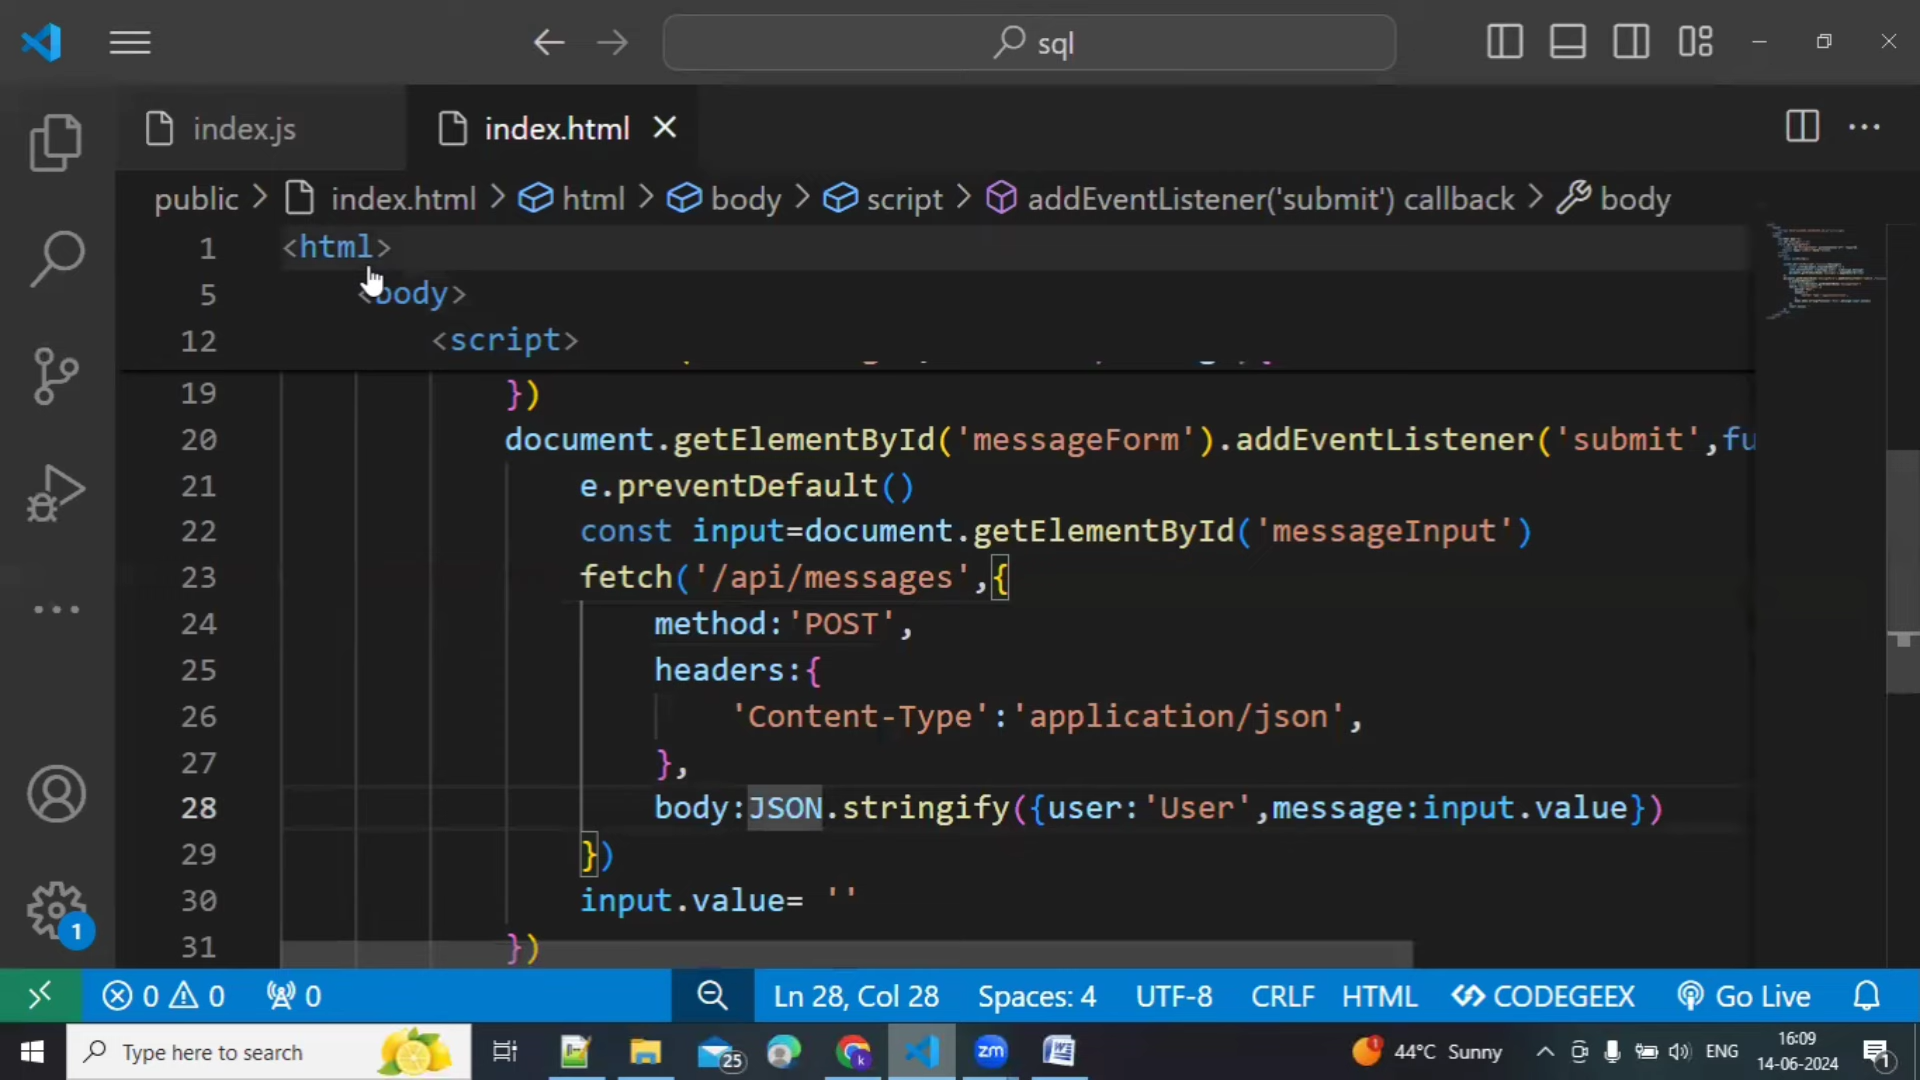 sql
index.js
index.html
public > index.html > html > body > script > addEventListener('submit') callback > body
1 <html>
5 <body>
12 <script>
19 })
20 document.getElementById('messageForm').addEventListener('submit',fu
21 e.preventDefault()
22 const input=document.getElementById('messageInput')
23 fetch('/api/messages',{
24 method:'POST',
25 headers:{
26 'Content-Type':'application/json',
27 },
28 body:JSON.stringify({user:'User',message:input.value})
29 })
30 input.value= ''
31 })
1
0 0 0 Ln 28, Col 28 Spaces: 4 UTF-8 CRLF HTML CODEGEEX Go Live
Type here to search 25 k zm W 44°C Sunny ENG 16:09
14-06-2024 1